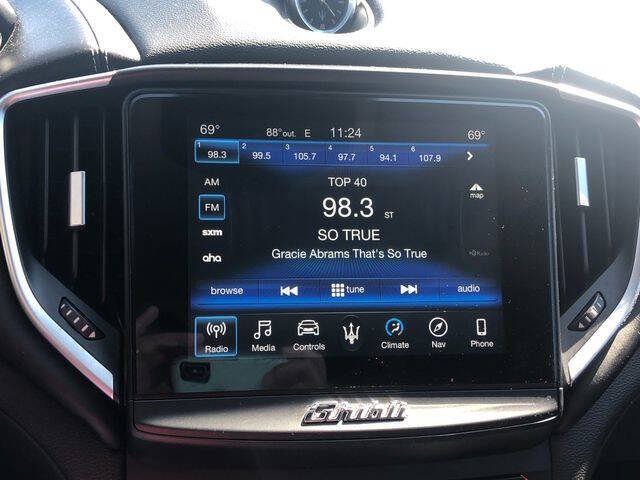 69° 88° out. E 11:24 69°
1 98.3 2 99.5 3 105.7 4 97.7 5 94.1 6 107.9
AM
TOP 40
FM
98.3 ST
map
sxm
SO TRUE
aha
Gracie Abrams That's So True
Radio
browse tune audio
Radio Media Controls Climate Nav Phone
Ghibli